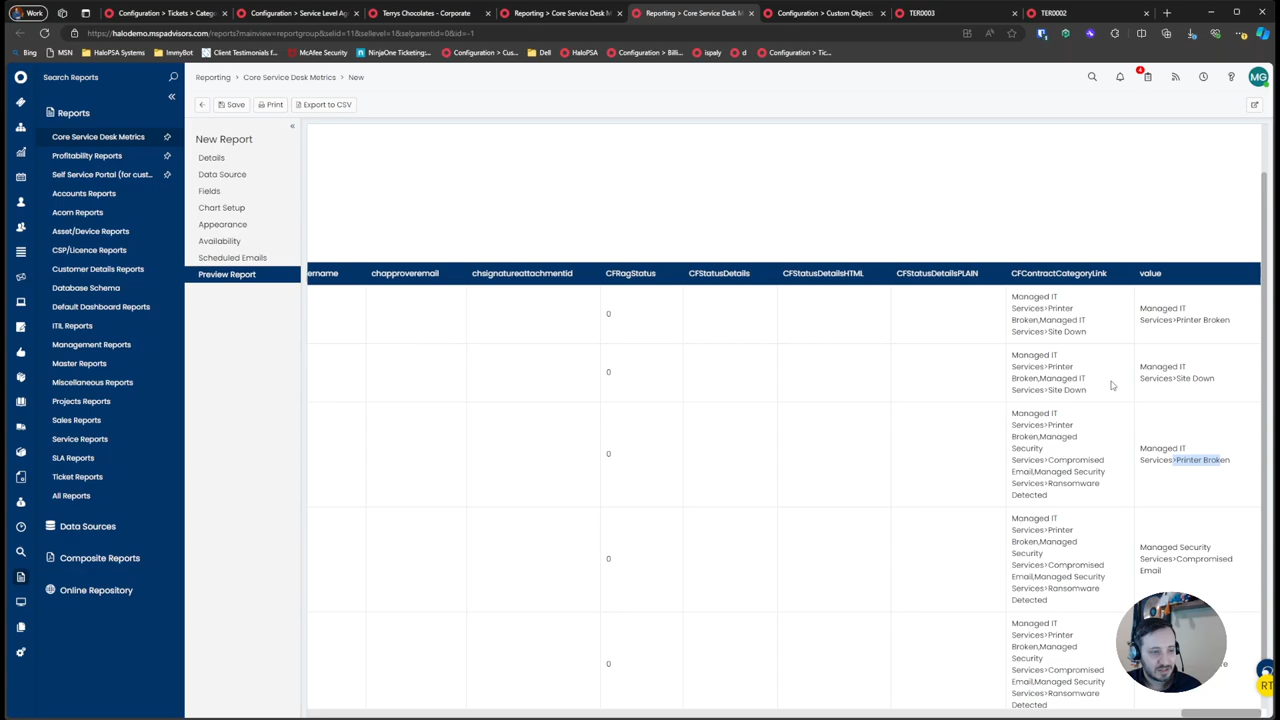 Work
Configuration > Tickets > Categ
Configuration > Service Level Ag
Terrys Chocolates - Corporate
Reporting > Core Service Desk M
Reporting > Core Service Desk M
Configuration > Custom Objects
TER0003
TER0002
https://halodemo.mspadvisors.com/reports?mainview=reportgroup&selid=11&sellevel=1&selparentid=0&id=-1
Bing
MSN
HaloPSA Systems
ImmyBot
Client Testimonials f...
McAfee Security
NinjaOne Ticketing:...
Configuration > Cus...
Dell
HaloPSA
Configuration > Billi...
ispaly
d
Configuration > Tic...
Search Reports
Reporting > Core Service Desk Metrics > New
4
MG
Save
Print
Export to CSV
Reports
Core Service Desk Metrics
Profitability Reports
Self Service Portal (for cust...
Accounts Reports
Acorn Reports
Asset/Device Reports
CSP/Licence Reports
Customer Details Reports
Database Schema
Default Dashboard Reports
ITIL Reports
Management Reports
Master Reports
Miscellaneous Reports
Projects Reports
Sales Reports
Service Reports
SLA Reports
Ticket Reports
All Reports
Data Sources
Composite Reports
Online Repository
New Report
Details
Data Source
Fields
Chart Setup
Appearance
Availability
Scheduled Emails
Preview Report
ername
chapproveremail
chsignatureattachmentid
CFRagStatus
CFStatusDetails
CFStatusDetailsHTML
CFStatusDetailsPLAIN
CFContractCategoryLink
value
0
Managed IT
Services>Printer
Broken,Managed IT
Services>Site Down
Managed IT
Services>Printer Broken
0
Managed IT
Services>Printer
Broken,Managed IT
Services>Site Down
Managed IT
Services>Site Down
0
Managed IT
Services>Printer
Broken,Managed
Security
Services>Compromised
Email,Managed Security
Services>Ransomware
Detected
Managed IT
Services>Printer Broken
0
Managed IT
Services>Printer
Broken,Managed
Security
Services>Compromised
Email,Managed Security
Services>Ransomware
Detected
Managed Security
Services>Compromised
Email
0
Managed IT
Services>Printer
Broken,Managed
Security
Services>Compromised
Email,Managed Security
Services>Ransomware
Detected
RT